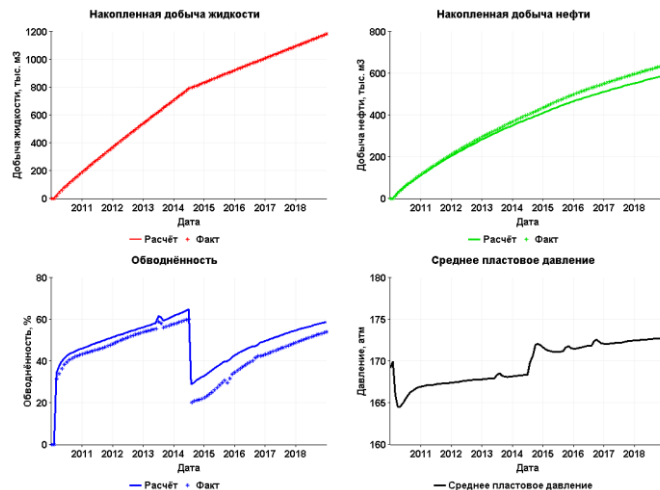 Накопленная добыча жидкости
Добыча жидкости, тыс. м3
1200
1000
800
600
400
200
0
2011 2012 2013 2014 2015 2016 2017 2018
Дата
Расчёт Факт
Накопленная добыча нефти
Добыча нефти, тыс. м3
800
600
400
200
0
2011 2012 2013 2014 2015 2016 2017 2018
Дата
Расчёт Факт
Обводнённость
Обводнённость, %
80
60
40
20
0
2011 2012 2013 2014 2015 2016 2017 2018
Дата
Расчёт Факт
Среднее пластовое давление
Давление, атм
180
175
170
165
160
2011 2012 2013 2014 2015 2016 2017 2018
Дата
Среднее пластовое давление